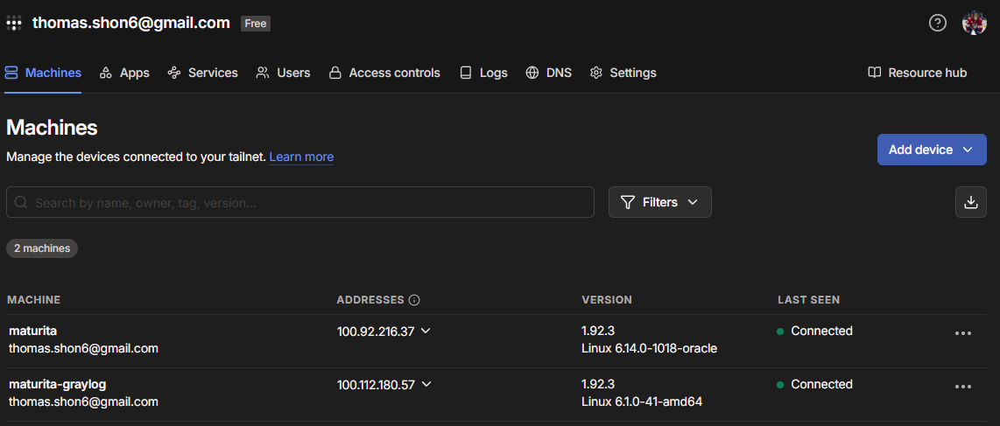 thomas.shon6@gmail.com Free
Machines Apps Services Users Access controls Logs DNS Settings Resource hub
Machines
Manage the devices connected to your tailnet. Learn more
Add device
Search by name, owner, tag, version...
Filters
2 machines
MACHINE ADDRESSES VERSION LAST SEEN
maturita 100.92.216.37 1.92.3 Connected
thomas.shon6@gmail.com Linux 6.14.0-1018-oracle
maturita-graylog 100.112.180.57 1.92.3 Connected
thomas.shon6@gmail.com Linux 6.1.0-41-amd64